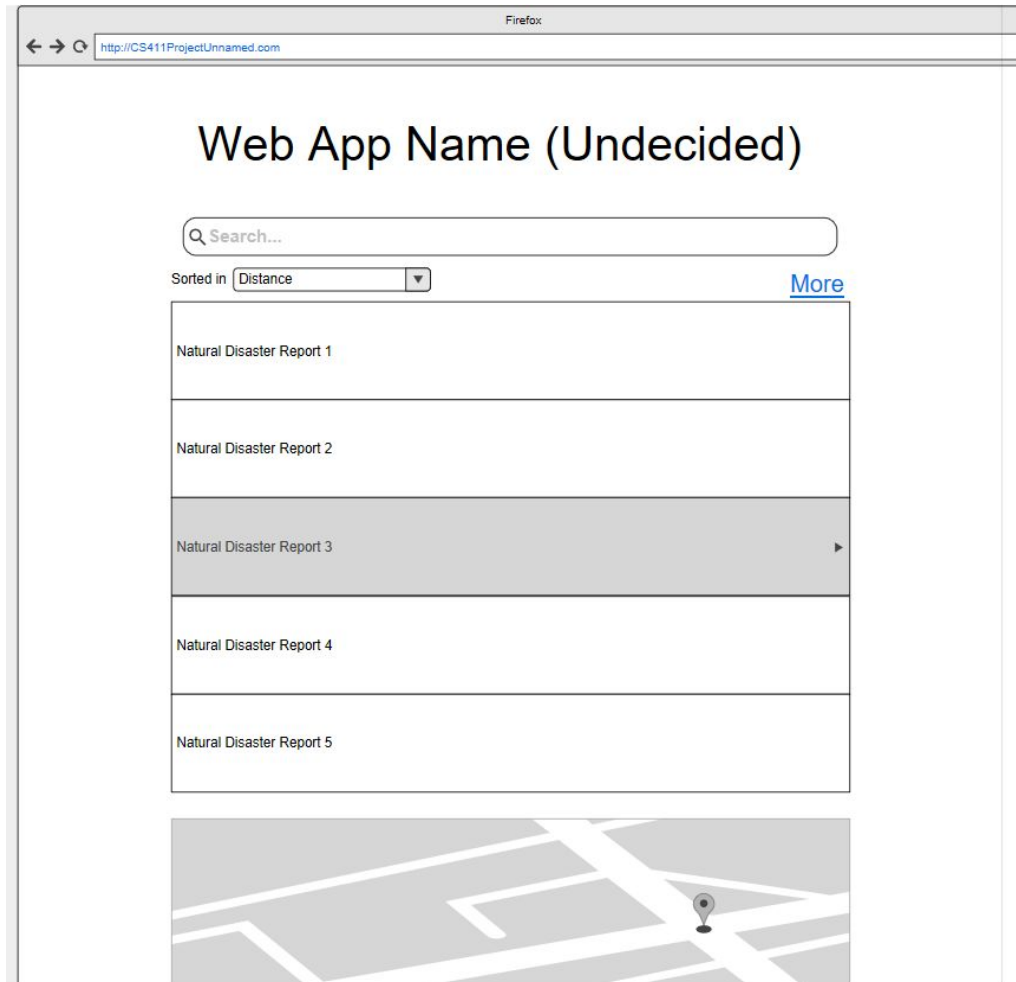 Firefox
http://CS411ProjectUnnamed.com
Web App Name (Undecided)
Search...
Sorted in Distance
More
Natural Disaster Report 1
Natural Disaster Report 2
Natural Disaster Report 3
Natural Disaster Report 4
Natural Disaster Report 5